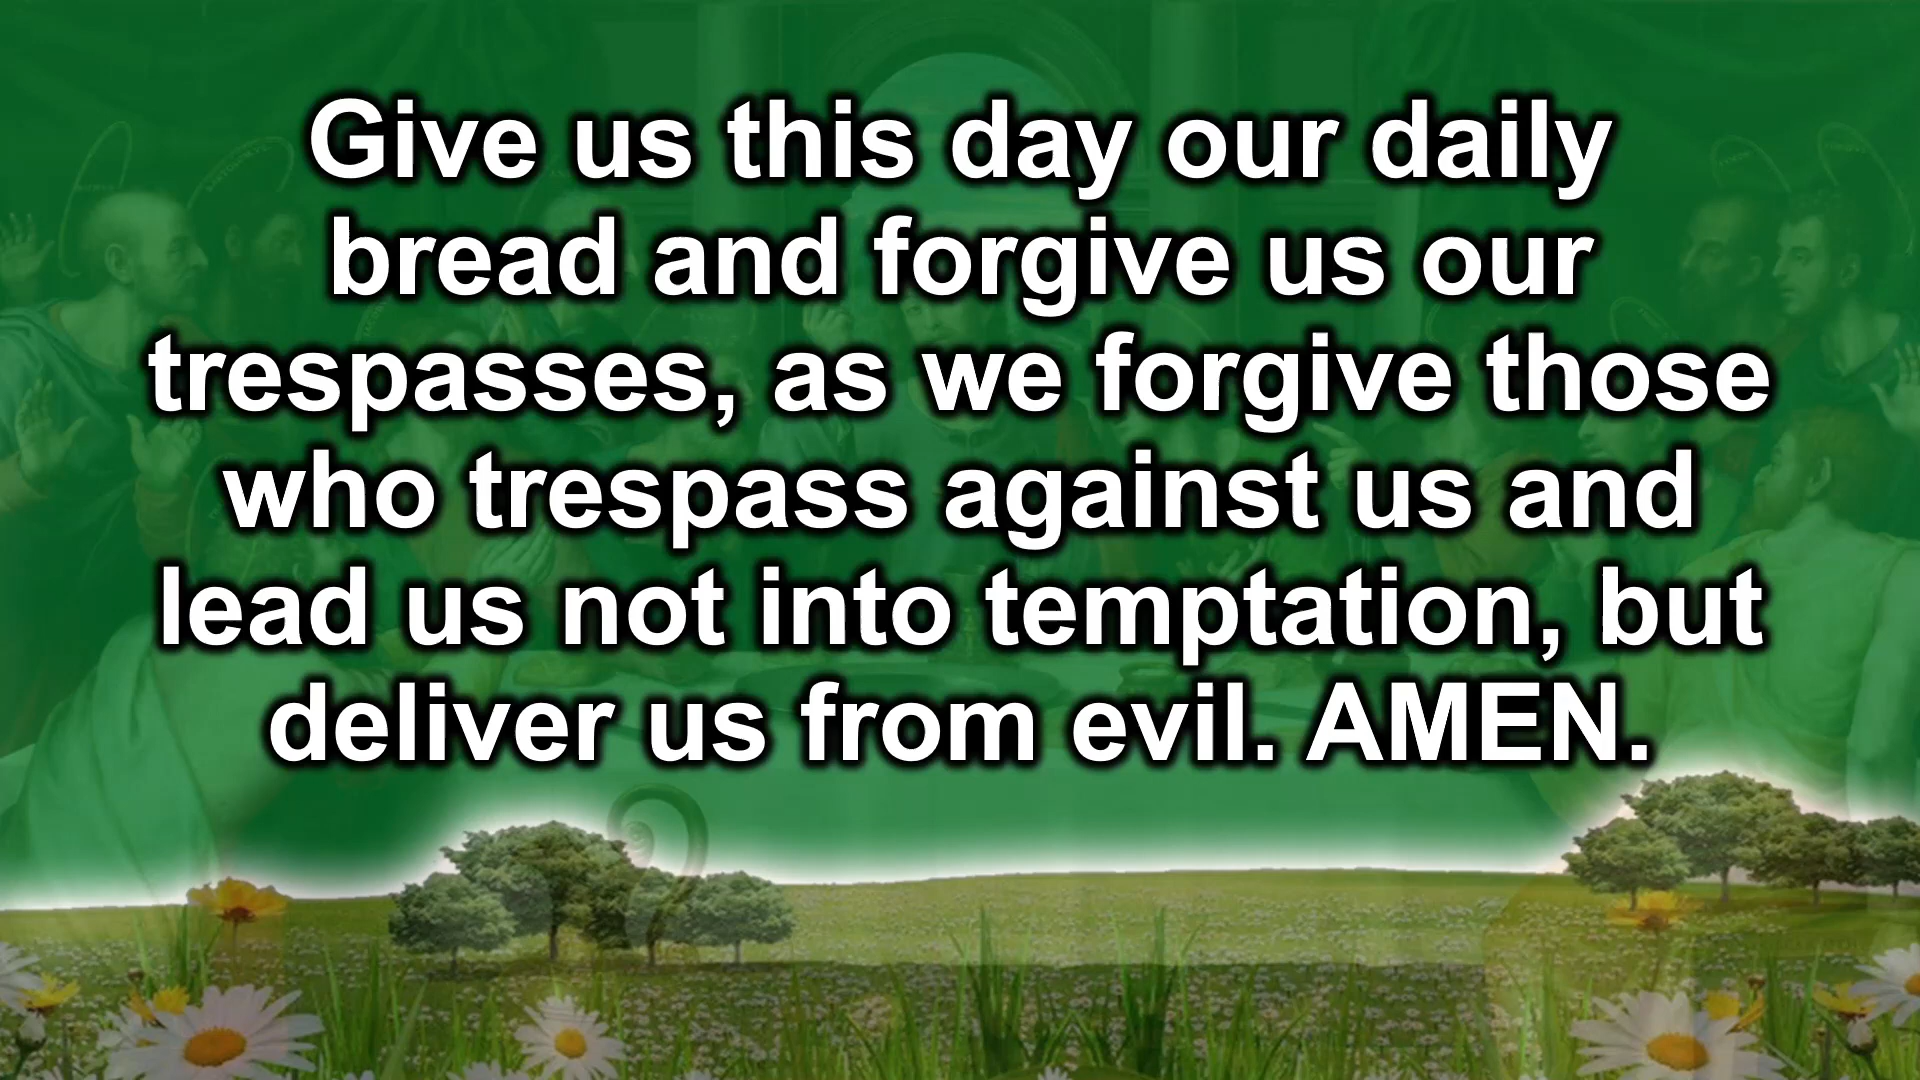 Give us this day our daily
bread and forgive us our
trespasses, as we forgive those
who trespass against us and
lead us not into temptation, but
deliver us from evil. AMEN.